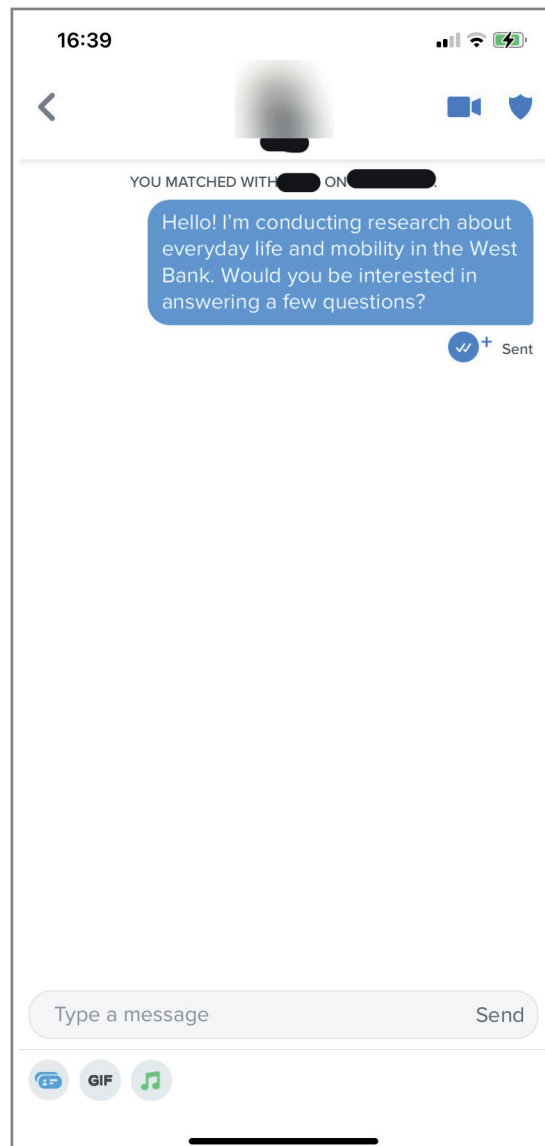 16:39
YOU MATCHED WITH ON .
Hello! I’m conducting research about
everyday life and mobility in the West
Bank. Would you be interested in
answering a few questions?
Sent
Type a message Send
GIF